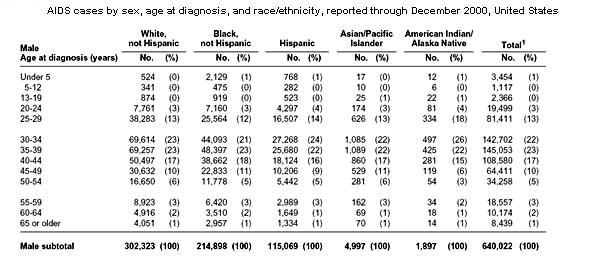 AIDS cases by sex, age at diagnosis, and race/ethnicity, reported through December 2000, United States
White, Black, Asian/Pacific American Indian/
Male not Hispanic not Hispanic Hispanic Islander Alaska Native Total1
Age at diagnosis (years) No. (%) No. (%) No. (%) No. (%) No. (%) No. (%)
Under 5 524 (0) 2,129 (1) 768 (1) 17 (0) 12 (1) 3,454 (1)
5-12 341 (0) 475 (0) 282 (0) 10 (0) 6 (0) 1,117 (0)
13-19 874 (0) 919 (0) 523 (0) 25 (1) 22 (1) 2,366 (0)
20-24 7,761 (3) 7,160 (3) 4,297 (4) 174 (3) 81 (4) 19,499 (3)
25-29 38,283 (13) 25,564 (12) 16,507 (14) 626 (13) 334 (18) 81,411 (13)
30-34 69,614 (23) 44,093 (21) 27,268 (24) 1,085 (22) 497 (26) 142,702 (22)
35-39 69,257 (23) 48,397 (23) 25,680 (22) 1,089 (22) 425 (22) 145,053 (23)
40-44 50,497 (17) 38,662 (18) 18,124 (16) 860 (17) 281 (15) 108,580 (17)
45-49 30,632 (10) 22,833 (11) 10,206 (9) 529 (11) 119 (6) 64,411 (10)
50-54 16,650 (6) 11,778 (5) 5,442 (5) 281 (6) 54 (3) 34,258 (5)
55-59 8,923 (3) 6,420 (3) 2,989 (3) 162 (3) 34 (2) 18,557 (3)
60-64 4,916 (2) 3,510 (2) 1,649 (1) 69 (1) 18 (1) 10,174 (2)
65 or older 4,051 (1) 2,957 (1) 1,334 (1) 70 (1) 14 (1) 8,439 (1)
Male subtotal 302,323 (100) 214,898 (100) 115,069 (100) 4,997 (100) 1,897 (100) 640,022 (100)